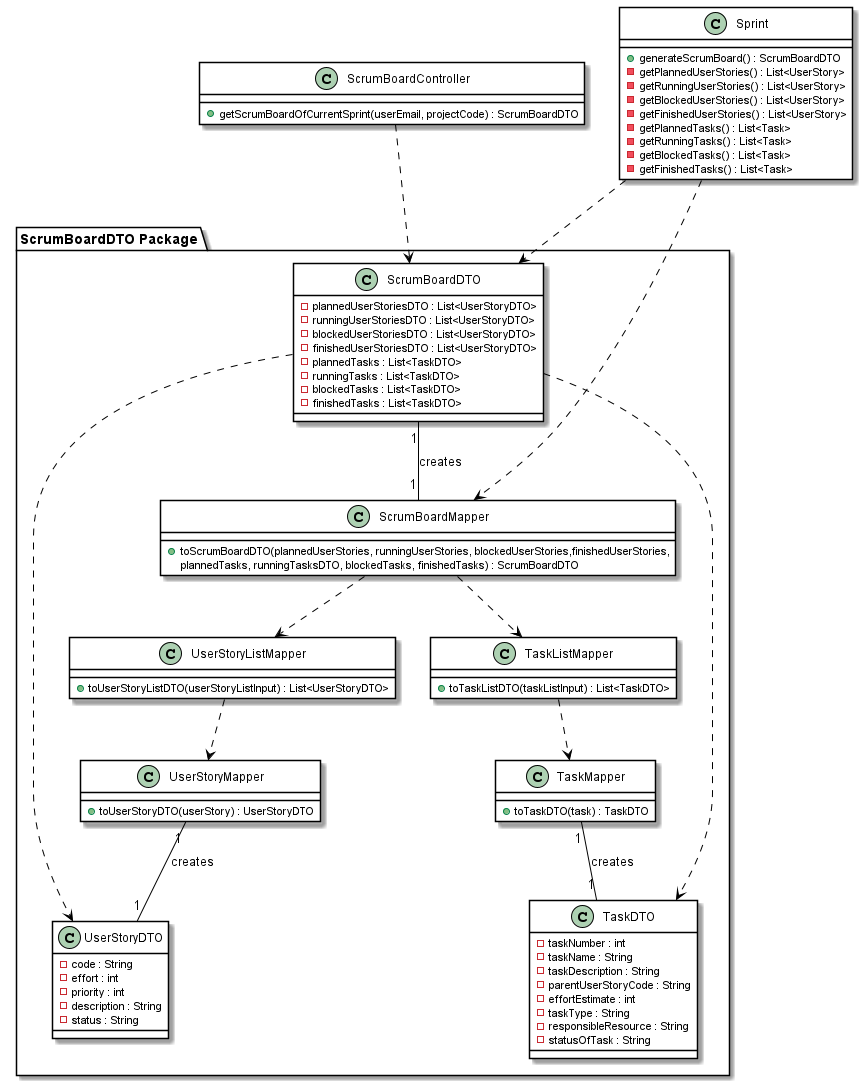 C Sprint
generateScrumBoard() : ScrumBoardDTO
getPlannedUserStories() : List<UserStory>
getRunningUserStories() : List<UserStory>
getBlockedUserStories() : List<UserStory>
getFinishedUserStories() : List<UserStory>
getPlannedTasks() : List<Task>
getRunningTasks() : List<Task>
getBlockedTasks() : List<Task>
getFinishedTasks() : List<Task>
C ScrumBoardController
getScrumBoardOfCurrentSprint(userEmail, projectCode) : ScrumBoardDTO
ScrumBoardDTO Package
C ScrumBoardDTO
plannedUserStoriesDTO : List<UserStoryDTO>
runningUserStoriesDTO : List<UserStoryDTO>
blockedUserStoriesDTO : List<UserStoryDTO>
finishedUserStoriesDTO : List<UserStoryDTO>
plannedTasks : List<TaskDTO>
runningTasks : List<TaskDTO>
blockedTasks : List<TaskDTO>
finishedTasks : List<TaskDTO>
1
creates
1
C ScrumBoardMapper
toScrumBoardDTO(plannedUserStories, runningUserStories, blockedUserStories,finishedUserStories,
plannedTasks, runningTasksDTO, blockedTasks, finishedTasks) : ScrumBoardDTO
C UserStoryListMapper
toUserStoryListDTO(userStoryListInput) : List<UserStoryDTO>
C TaskListMapper
toTaskListDTO(taskListInput) : List<TaskDTO>
C UserStoryMapper
toUserStoryDTO(userStory) : UserStoryDTO
C TaskMapper
toTaskDTO(task) : TaskDTO
1
creates
1
1
creates
1
C UserStoryDTO
code : String
effort : int
priority : int
description : String
status : String
C TaskDTO
taskNumber : int
taskName : String
taskDescription : String
parentUserStoryCode : String
effortEstimate : int
taskType : String
responsibleResource : String
statusOfTask : String